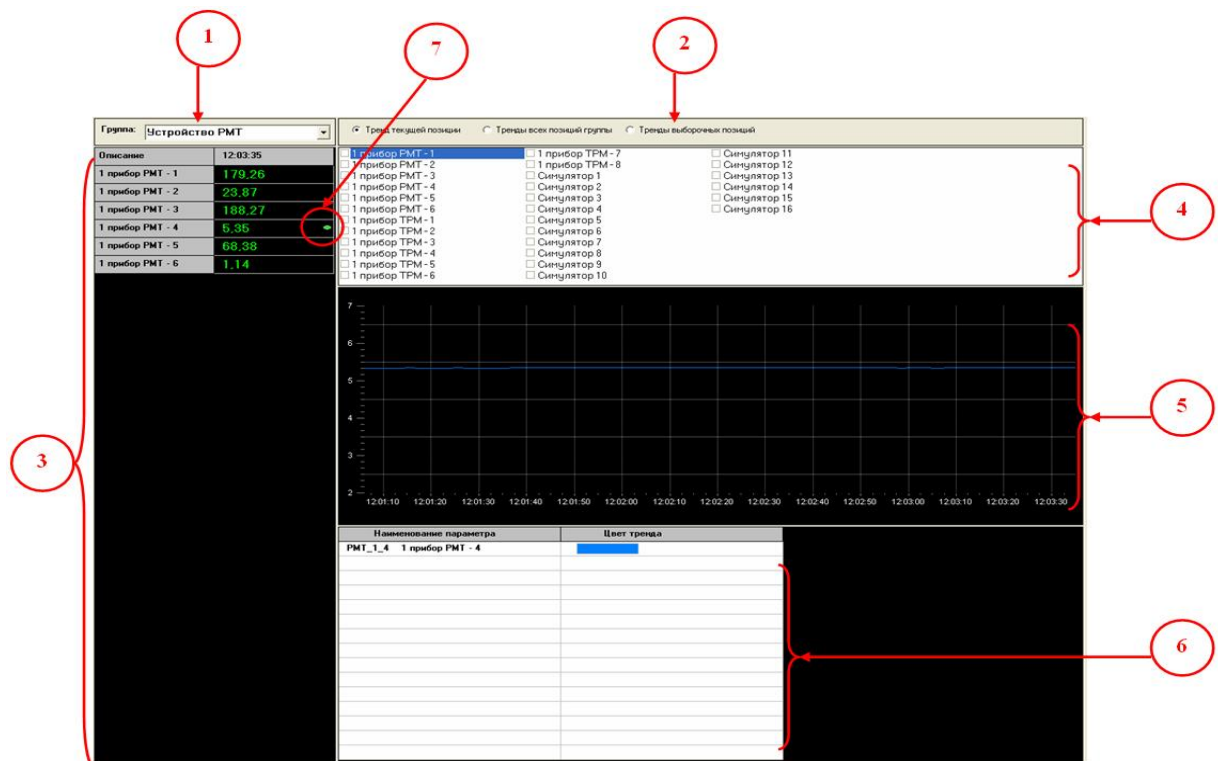 1
7
2
Группа: Устройство РМТ
Тренд текущей позиции Тренды всех позиций группы Тренды выборочных позиций
Описание 12:03:35
1 прибор РМТ - 1 179,26
1 прибор РМТ - 2 23,87
1 прибор РМТ - 3 188,27
1 прибор РМТ - 4 5,35
1 прибор РМТ - 5 68,38
1 прибор РМТ - 6 1,14
1 прибор РМТ - 1
1 прибор РМТ - 2
1 прибор РМТ - 3
1 прибор РМТ - 4
1 прибор РМТ - 5
1 прибор РМТ - 6
1 прибор ТРМ - 1
1 прибор ТРМ - 2
1 прибор ТРМ - 3
1 прибор ТРМ - 4
1 прибор ТРМ - 5
1 прибор ТРМ - 6
1 прибор ТРМ - 7
1 прибор ТРМ - 8
Симулятор 1
Симулятор 2
Симулятор 3
Симулятор 4
Симулятор 5
Симулятор 6
Симулятор 7
Симулятор 8
Симулятор 9
Симулятор 10
Симулятор 11
Симулятор 12
Симулятор 13
Симулятор 14
Симулятор 15
Симулятор 16
4
7
6
5
4
3
2
12:01:10 12:01:20 12:01:30 12:01:40 12:01:50 12:02:00 12:02:10 12:02:20 12:02:30 12:02:40 12:02:50 12:03:00 12:03:10 12:03:20 12:03:30
5
3
Наименование параметра Цвет тренда
РМТ_1_4 1 прибор РМТ - 4
6